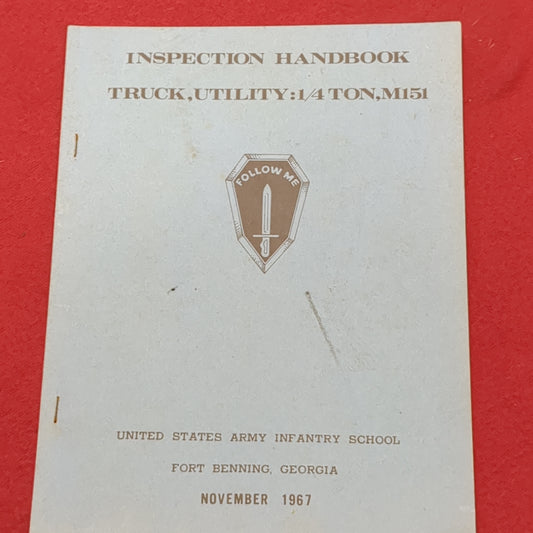 INSPECTION HANDBOOK
TRUCK,UTILITY:1/4 TON,M151
FOLLOW ME
UNITED STATES ARMY INFANTRY SCHOOL
FORT BENNING, GEORGIA
NOVEMBER 1967